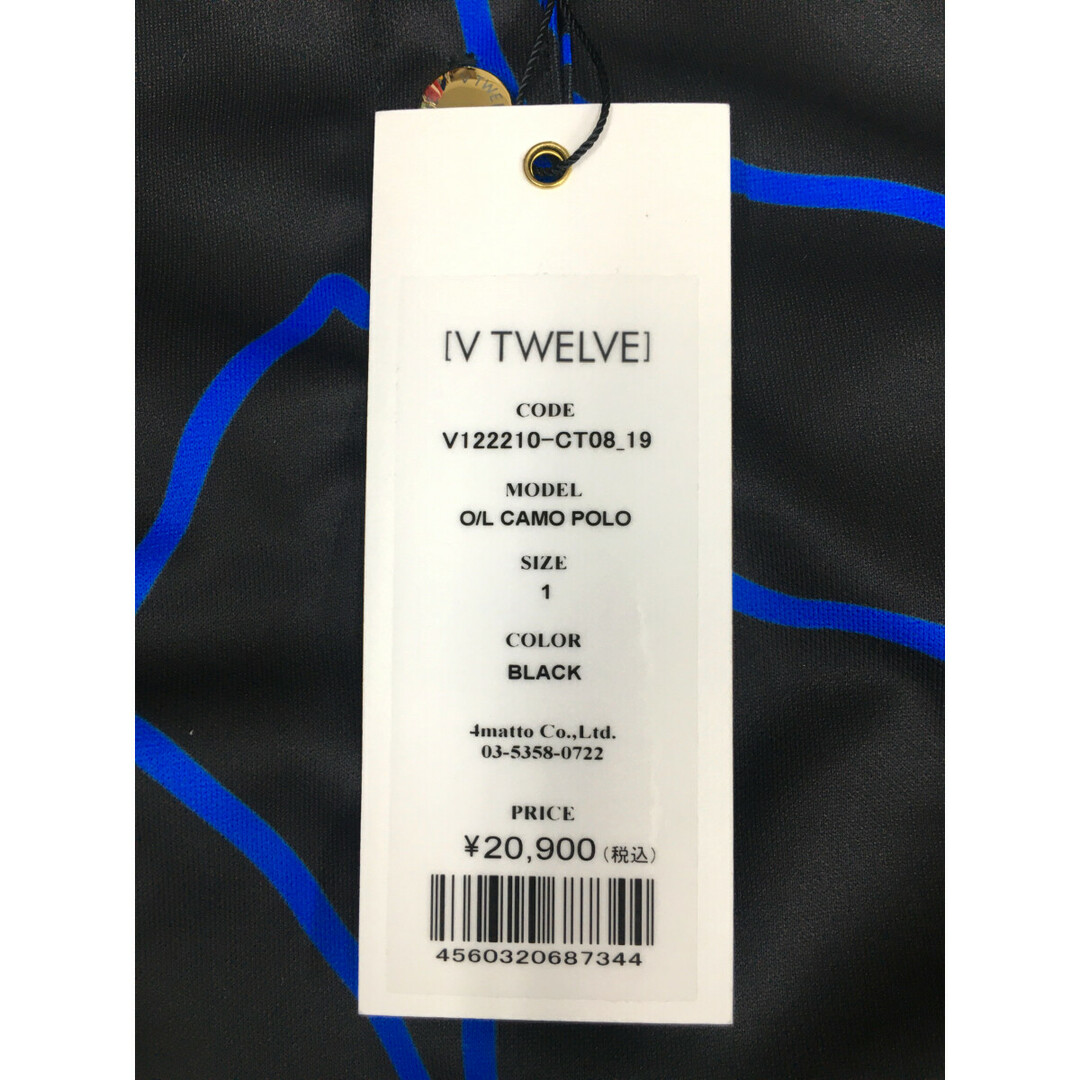 V TWE
[V TWELVE]
CODE
V122210-CT08_19
MODEL
O/L CAMO POLO
SIZE
1
COLOR
BLACK
4matto Co.,Ltd.
03-5358-0722
PRICE
¥20,900(税込)
4560320687344